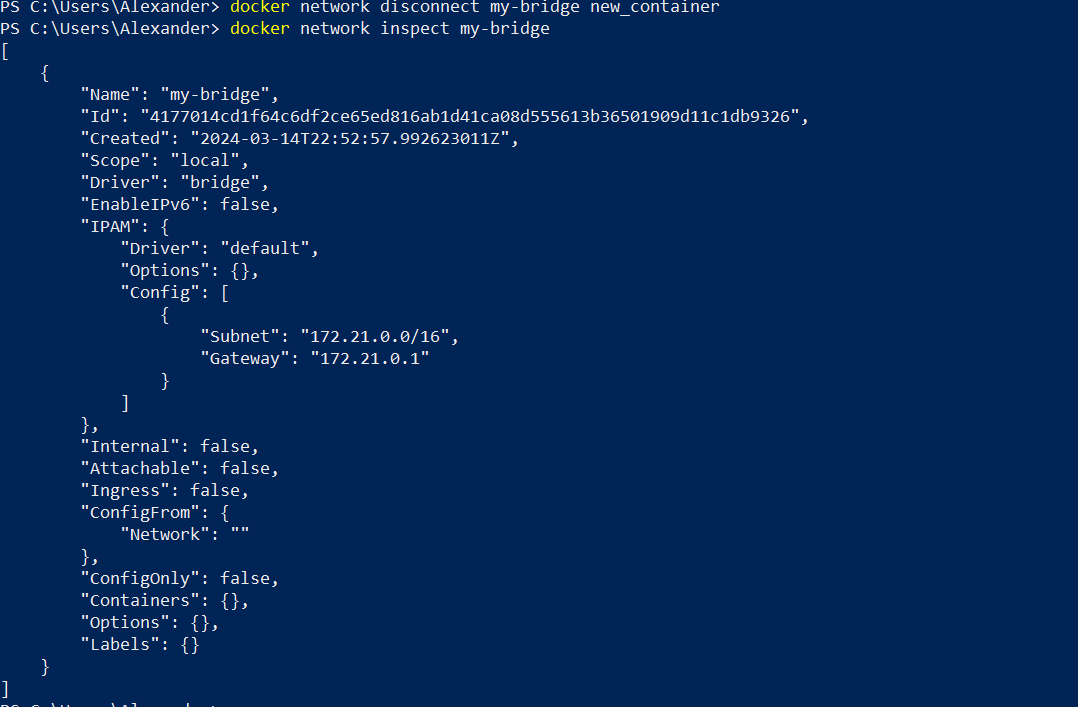 PS C:\Users\Alexander> docker network disconnect my-bridge new_container
PS C:\Users\Alexander> docker network inspect my-bridge
[
    {
        "Name": "my-bridge",
        "Id": "4177014cd1f64c6df2ce65ed816ab1d41ca08d555613b36501909d11c1db9326",
        "Created": "2024-03-14T22:52:57.992623011Z",
        "Scope": "local",
        "Driver": "bridge",
        "EnableIPv6": false,
        "IPAM": {
            "Driver": "default",
            "Options": {},
            "Config": [
                {
                    "Subnet": "172.21.0.0/16",
                    "Gateway": "172.21.0.1"
                }
            ]
        },
        "Internal": false,
        "Attachable": false,
        "Ingress": false,
        "ConfigFrom": {
            "Network": ""
        },
        "ConfigOnly": false,
        "Containers": {},
        "Options": {},
        "Labels": {}
    }
]